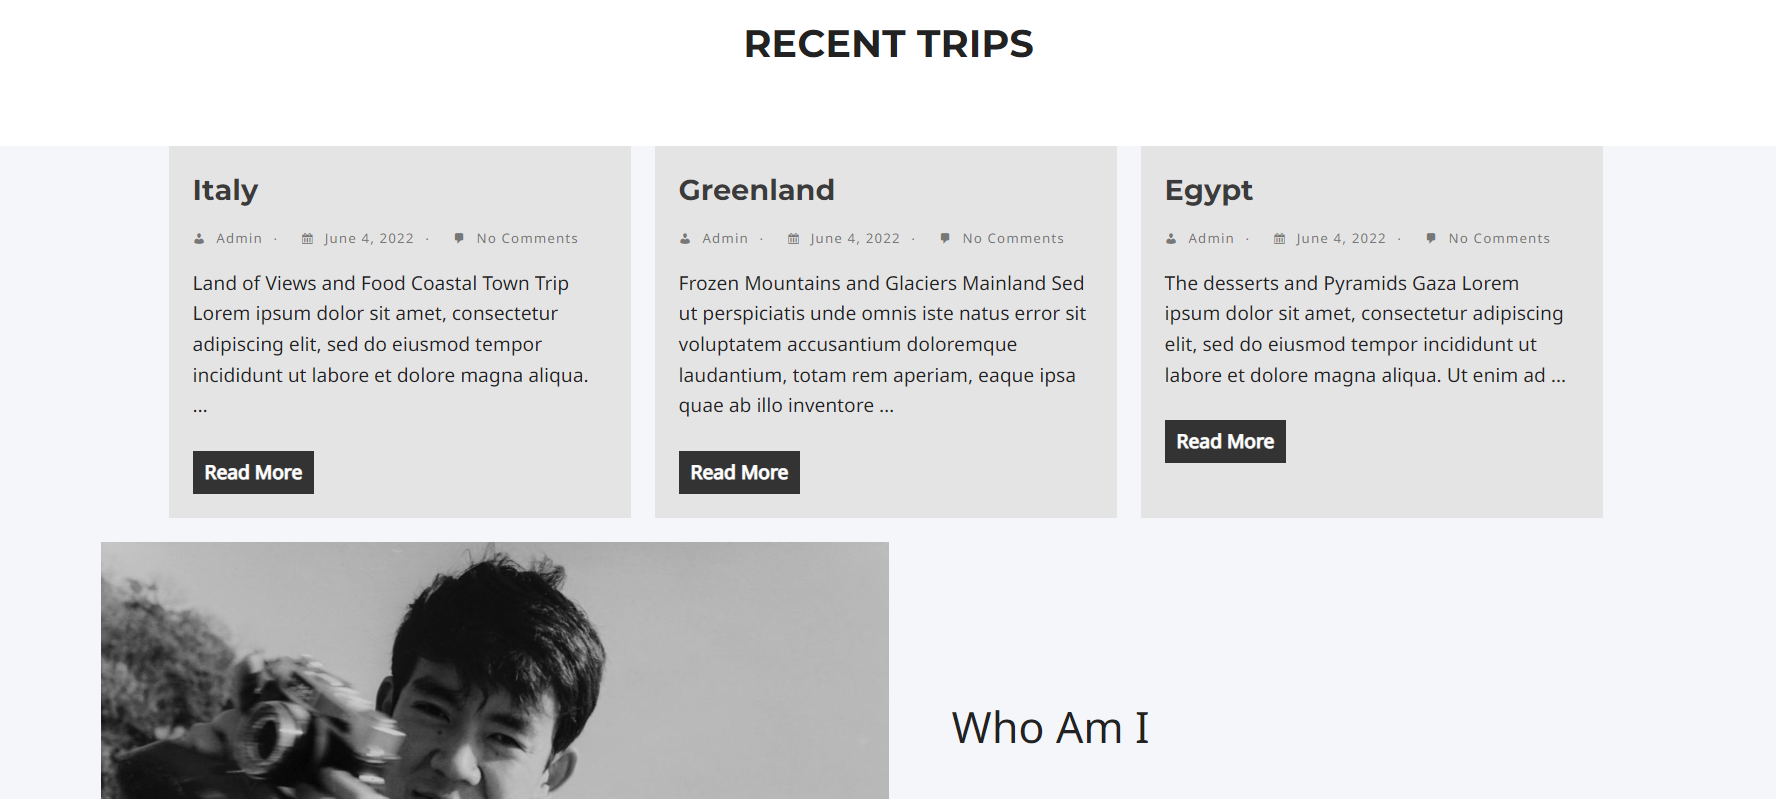 RECENT TRIPS
Italy
Admin · June 4, 2022 · No Comments
Land of Views and Food Coastal Town Trip
Lorem ipsum dolor sit amet, consectetur
adipiscing elit, sed do eiusmod tempor
incididunt ut labore et dolore magna aliqua.
...
Read More
Greenland
Admin · June 4, 2022 · No Comments
Frozen Mountains and Glaciers Mainland Sed
ut perspiciatis unde omnis iste natus error sit
voluptatem accusantium doloremque
laudantium, totam rem aperiam, eaque ipsa
quae ab illo inventore ...
Read More
Egypt
Admin · June 4, 2022 · No Comments
The desserts and Pyramids Gaza Lorem
ipsum dolor sit amet, consectetur adipiscing
elit, sed do eiusmod tempor incididunt ut
labore et dolore magna aliqua. Ut enim ad ...
Read More
Who Am I